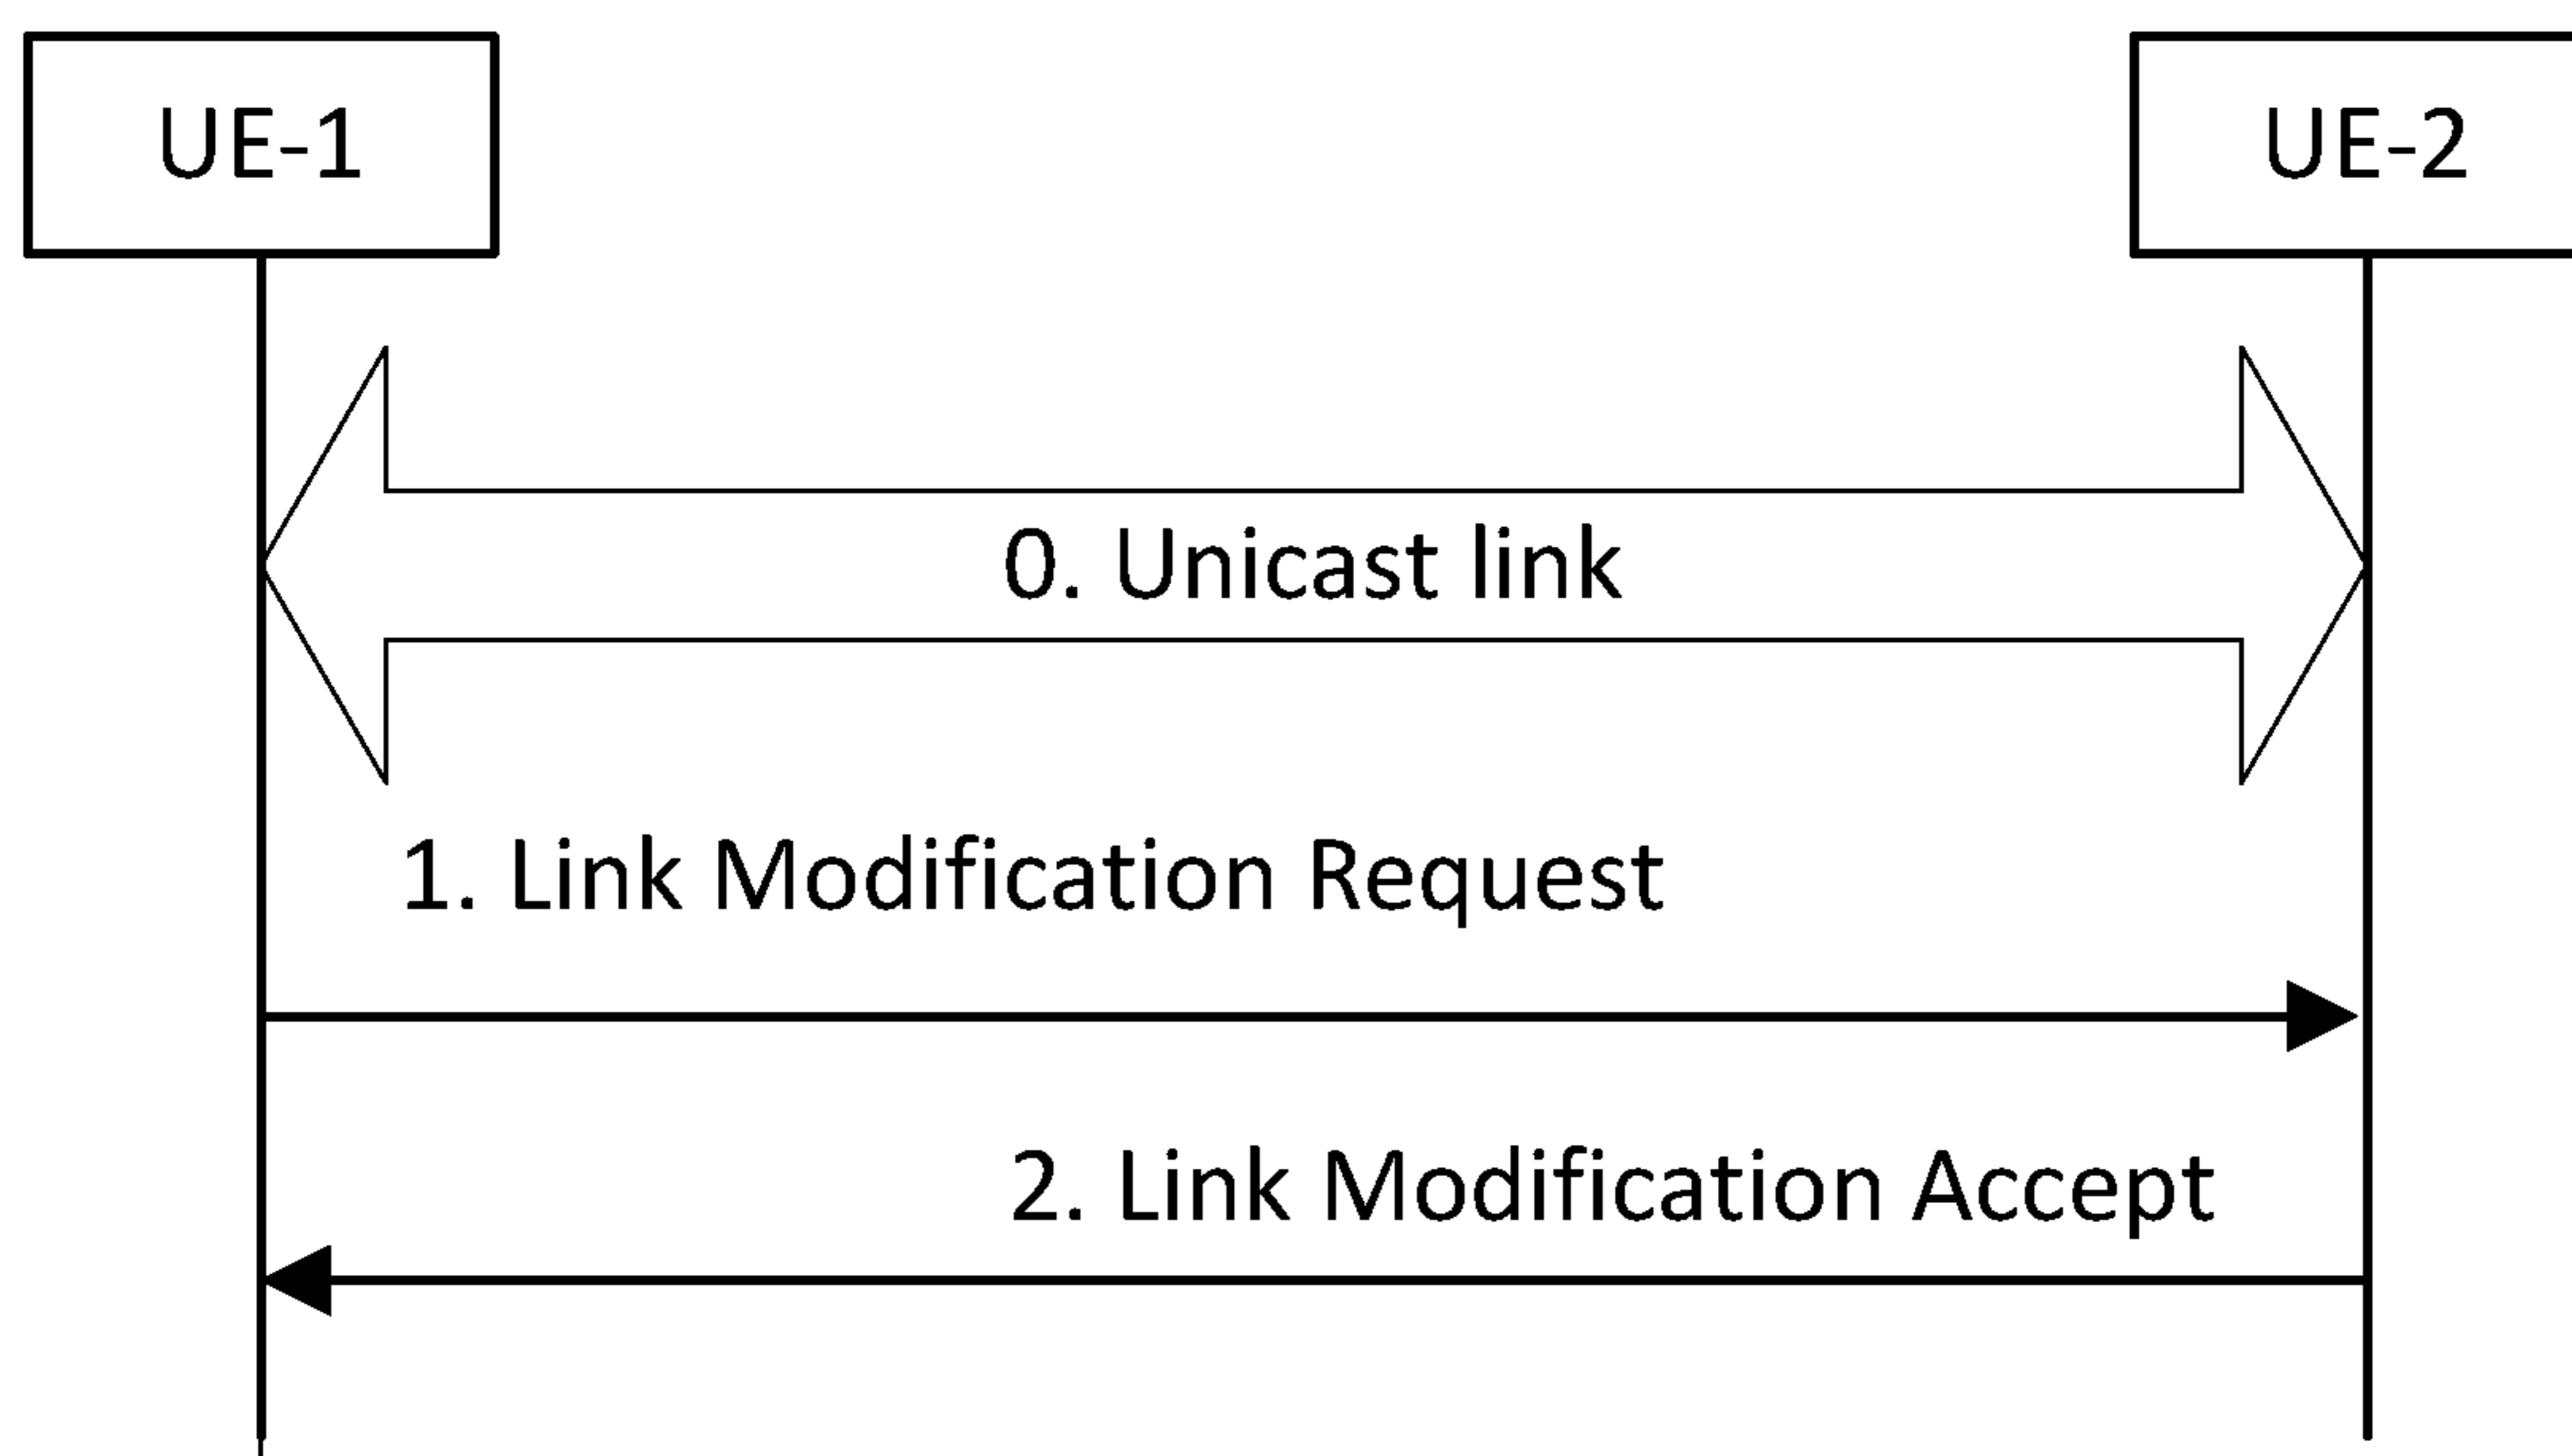 UE-1
UE-2
0. Unicast link
1. Link Modification Request
2. Link Modification Accept